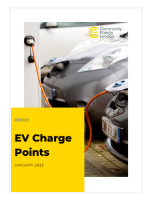 Community
Energy
London
REPORT
EV Charge
Points
JANUARY 2022